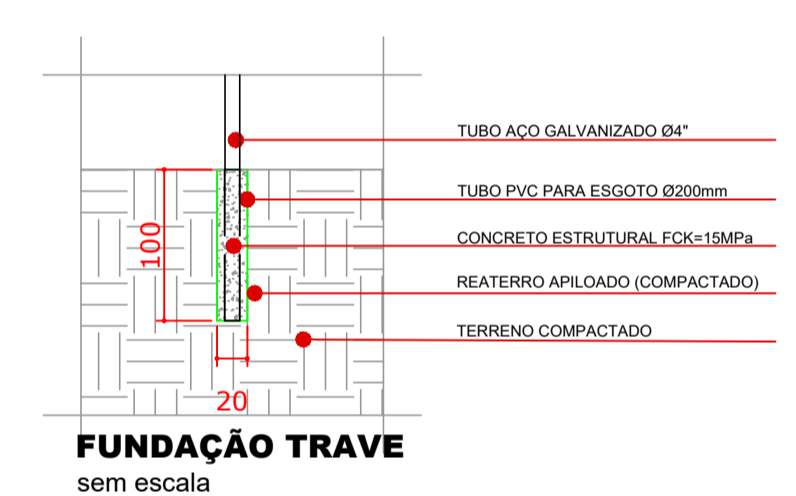 TUBO AÇO GALVANIZADO Ø4"
TUBO PVC PARA ESGOTO Ø200mm
CONCRETO ESTRUTURAL FCK=15MPa
REATERRO APILOADO (COMPACTADO)
TERRENO COMPACTADO
100
20
FUNDAÇÃO TRAVE
sem escala